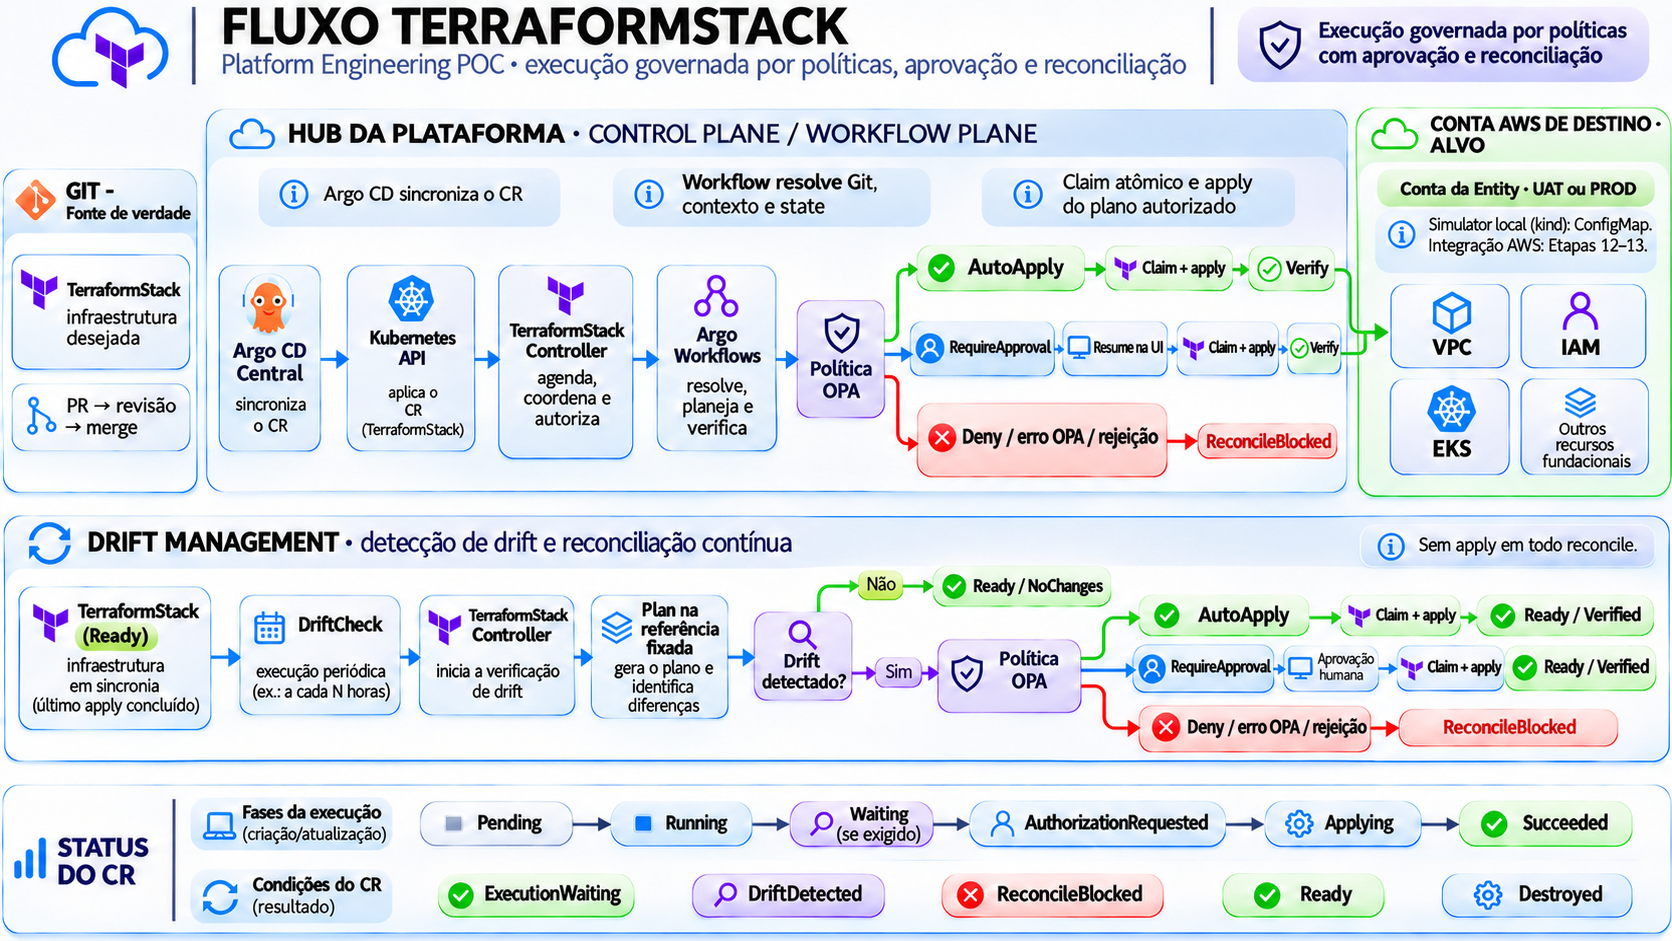 FLUXO TERRAFORMSTACK
Platform Engineering POC • execução governada por políticas, aprovação e reconciliação
Execução governada por políticas
com aprovação e reconciliação
GIT -
Fonte de verdade
TerraformStack
infraestrutura
desejada
PR → revisão
→ merge
HUB DA PLATAFORMA • CONTROL PLANE / WORKFLOW PLANE
Argo CD sincroniza o CR
Workflow resolve Git,
contexto e state
Claim atômico e apply
do plano autorizado
Argo CD
Central
sincroniza
o CR
Kubernetes
API
aplica o
CR
(TerraformStack)
TerraformStack
Controller
agenda,
coordena e
autoriza
Argo
Workflows
resolve,
planeja e
verifica
Política
OPA
AutoApply
Claim + apply
Verify
RequireApproval
Resume na UI
Claim + apply
Verify
Deny / erro OPA / rejeição
ReconcileBlocked
CONTA AWS DE DESTINO •
ALVO
Conta da Entity • UAT ou PROD
Simulator local (kind): ConfigMap.
Integração AWS: Etapas 12–13.
VPC
IAM
EKS
Outros
recursos
fundacionais
DRIFT MANAGEMENT • detecção de drift e reconciliação contínua
Sem apply em todo reconcile.
TerraformStack
(Ready)
infraestrutura
em sincronia
(último apply concluído)
DriftCheck
execução periódica
(ex.: a cada N horas)
TerraformStack
Controller
inicia a verificação
de drift
Plan na
referência
fixada
gera o plano e
identifica
diferenças
Drift
detectado?
Não
Ready / NoChanges
Sim
Política
OPA
AutoApply
Claim + apply
Ready / Verified
RequireApproval
Aprovação
humana
Claim + apply
Ready / Verified
Deny / erro OPA / rejeição
ReconcileBlocked
STATUS
DO CR
Fases da execução
(criação/atualização)
Pending
Running
Waiting
(se exigido)
AuthorizationRequested
Applying
Succeeded
Condições do CR
(resultado)
ExecutionWaiting
DriftDetected
ReconcileBlocked
Ready
Destroyed